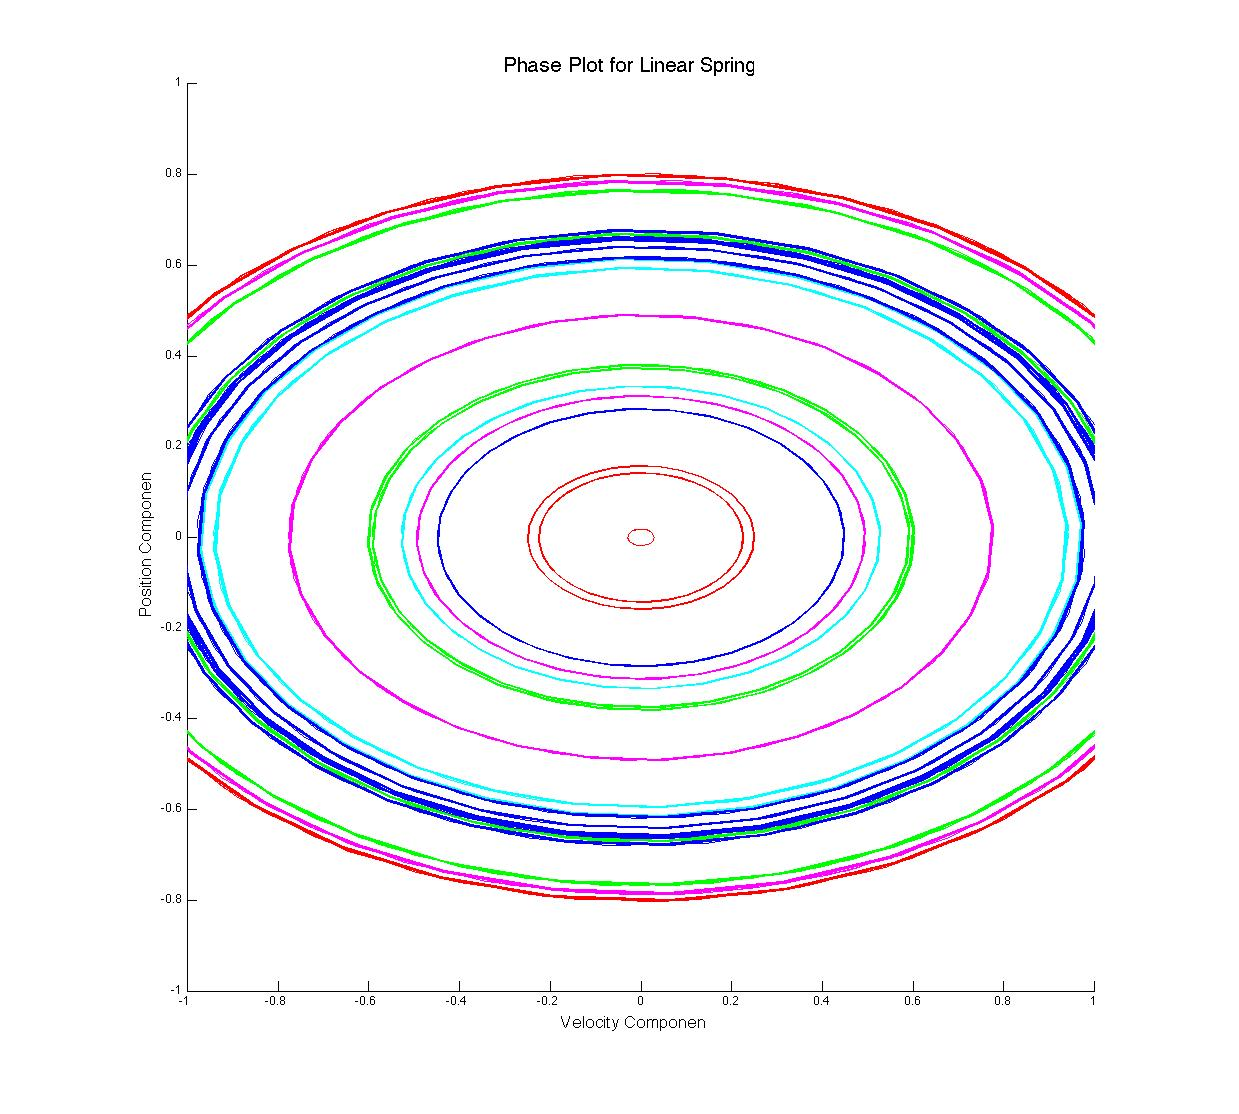 Phase Plot for Linear Spring
1
0.8
0.6
0.4
0.2
0
-0.2
-0.4
-0.6
-0.8
-1
Position Componen
-1 -0.8 -0.6 -0.4 -0.2 0 0.2 0.4 0.6 0.8 1
Velocity Componen